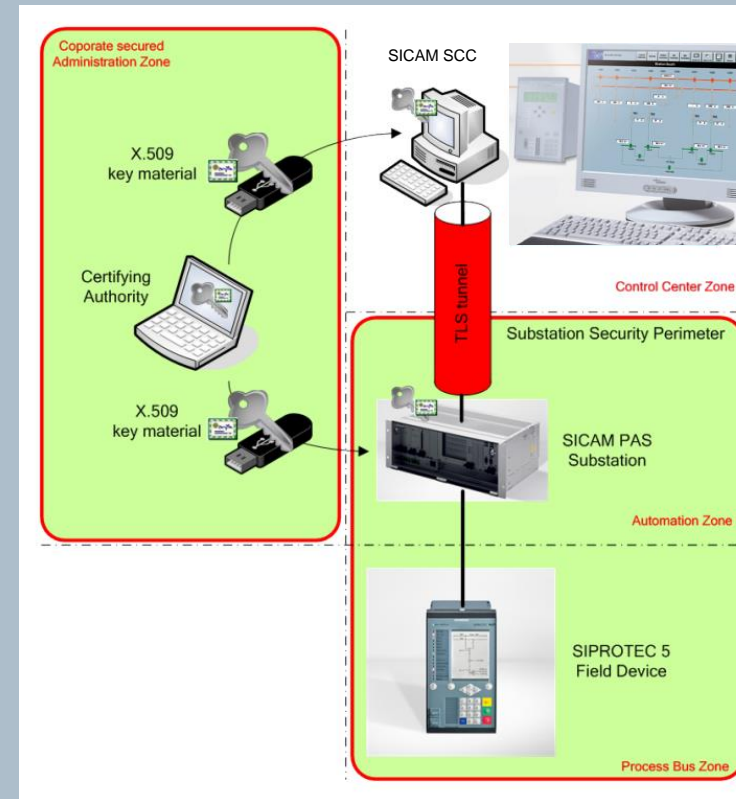 Coporate secured
Administration Zone
X.509
key material
Certifying
Authority
X.509
key material
SICAM SCC
TLS tunnel
Control Center Zone
Substation Security Perimeter
SICAM PAS
Substation
Automation Zone
SIPROTEC 5
Field Device
Process Bus Zone